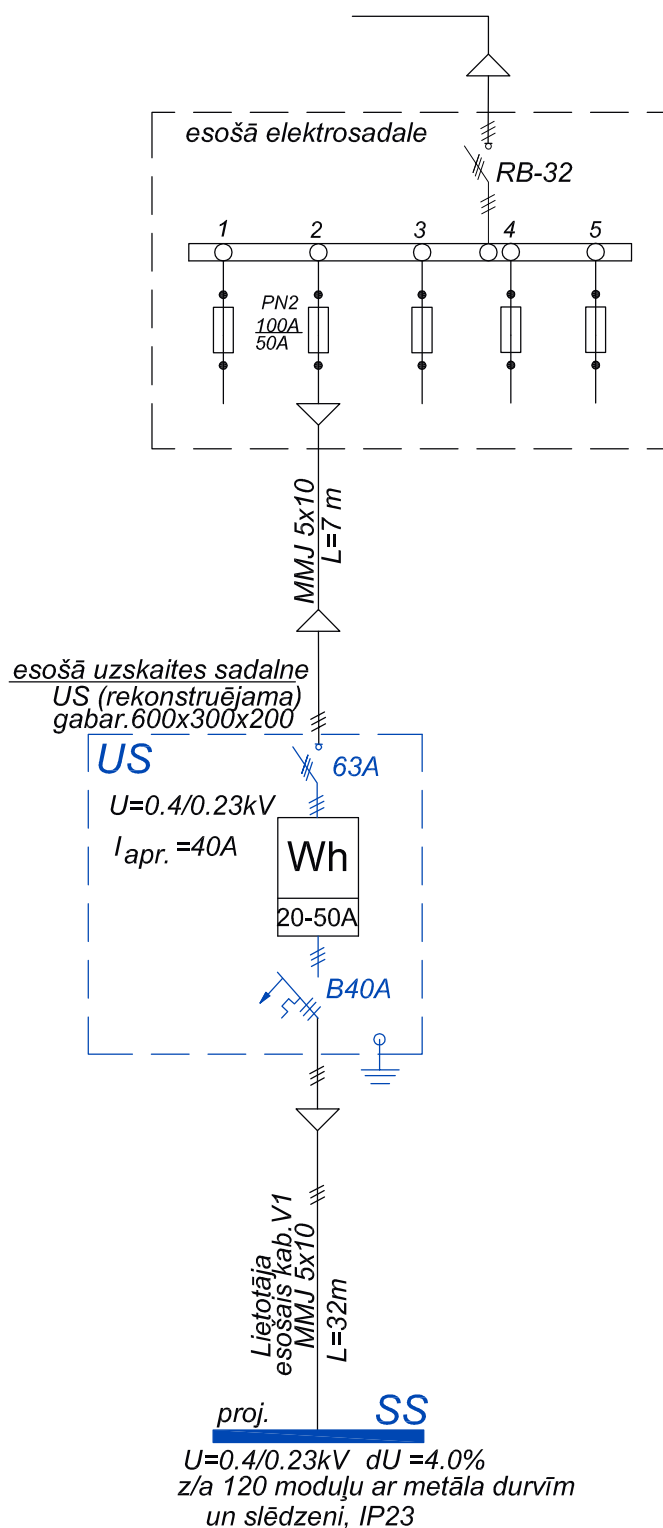 esošā elektrosadale
RB-32
1 2 3 4 5
PN2
100A
50A
MMJ 5x10
L=7 m
esošā uzskaites sadalne
US (rekonstruējama)
gabar.600x300x200
US
63A
U=0.4/0.23kV
I apr. =40A
Wh
20-50A
B40A
Lietotāja
esošais kab.V1
MMJ 5x10
L=32m
proj. SS
U=0.4/0.23kV dU =4.0%
z/a 120 moduļu ar metāla durvīm
un slēdzeni, IP23